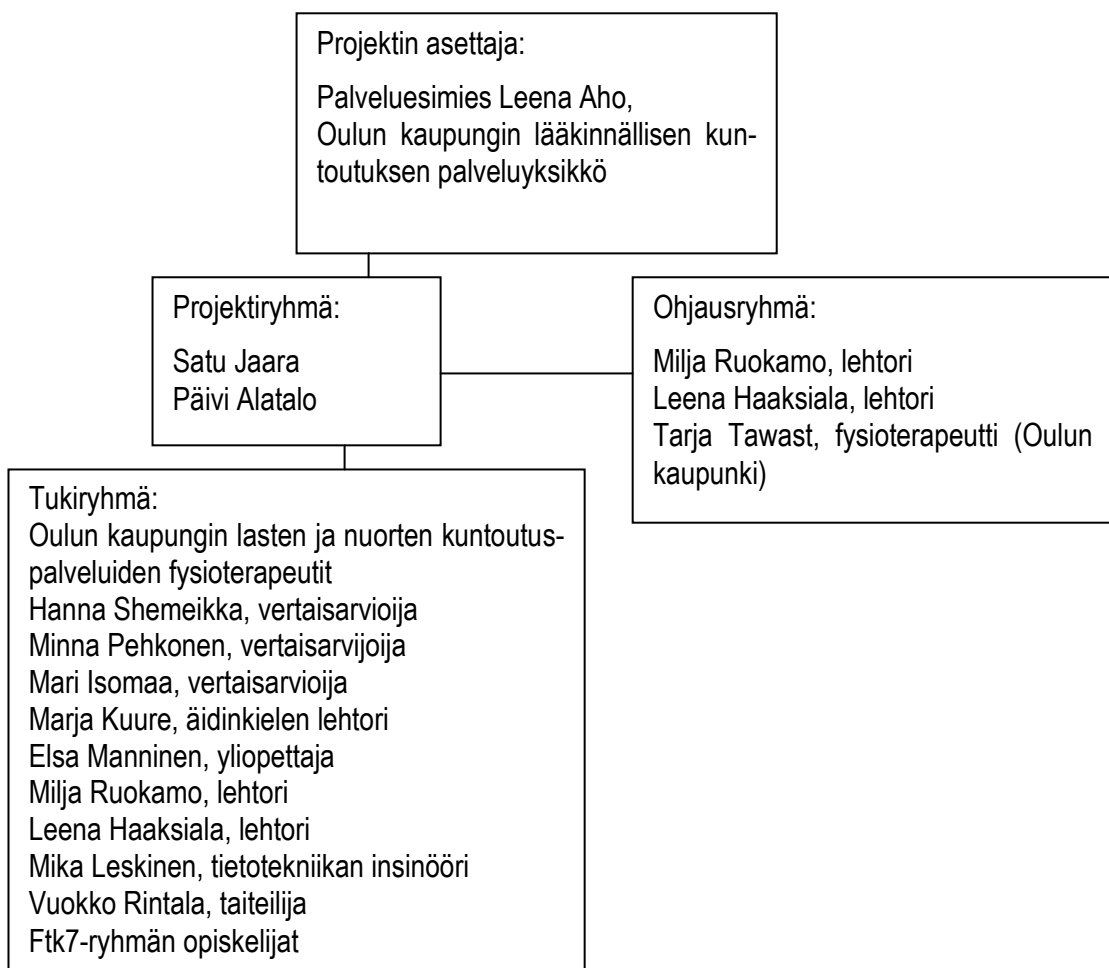 Projektin asettaja:
Palveluesimies Leena Aho,
Oulun kaupungin lääkinnällisen kun-
toutuksen palveluyksikkö
Projektiryhmä:
Satu Jaara
Päivi Alatalo
Ohjausryhmä:
Milja Ruokamo, lehtori
Leena Haaksiala, lehtori
Tarja Tawast, fysioterapeutti (Oulun
kaupunki)
Tukiryhmä:
Oulun kaupungin lasten ja nuorten kuntoutus-
palveluiden fysioterapeutit
Hanna Shemeikka, vertaisarvioija
Minna Pehkonen, vertaisarvijoija
Mari Isomaa, vertaisarvioija
Marja Kuure, äidinkielen lehtori
Elsa Manninen, yliopettaja
Milja Ruokamo, lehtori
Leena Haaksiala, lehtori
Mika Leskinen, tietotekniikan insinööri
Vuokko Rintala, taiteilija
Ftk7-ryhmän opiskelijat